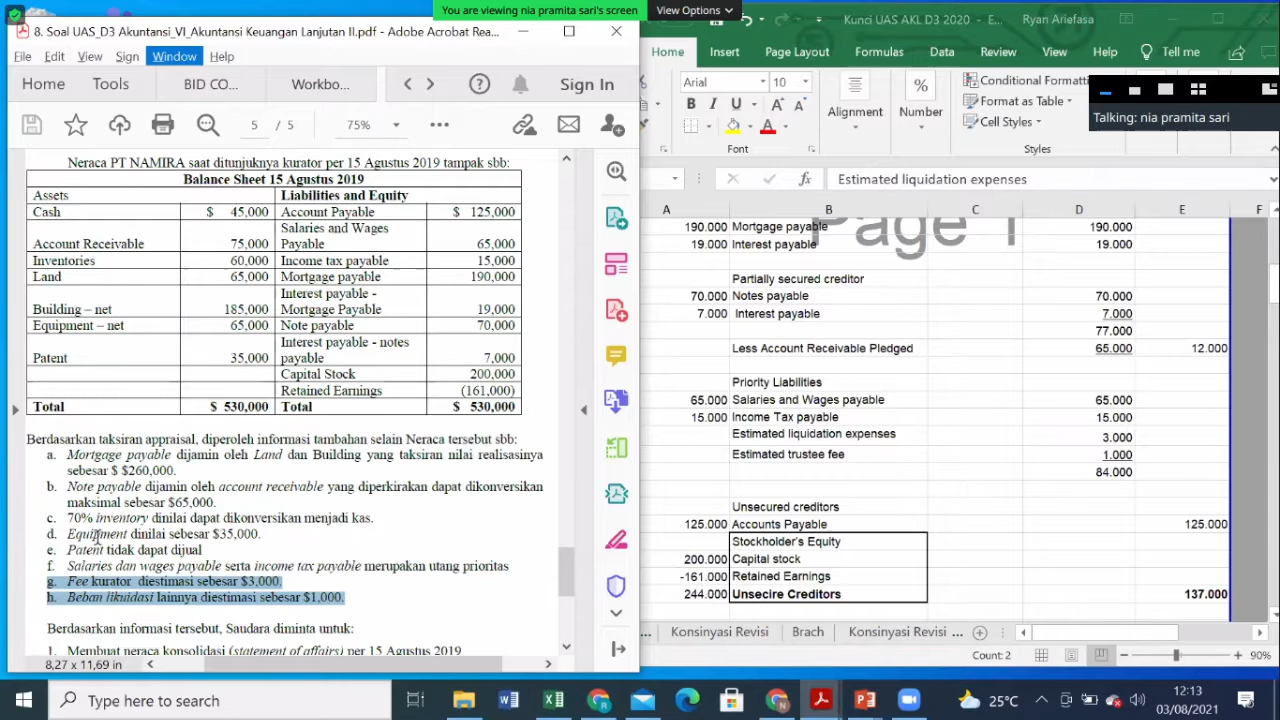 You are viewing nia pramita sari's screen
View Options
8. Soal UAS_D3 Akuntansi_VI_Akuntansi Keuangan Lanjutan II.pdf - Adobe Acrobat Rea...
File Edit View Sign Window Help
Home Tools BID CO... Workbo... Sign In
5 / 5 75%
Neraca PT NAMIRA saat ditunjuknya kurator per 15 Agustus 2019 tampak sbb:
Balance Sheet 15 Agustus 2019
Assets Liabilities and Equity
Cash $ 45,000 Account Payable $ 125,000
Salaries and Wages
Account Receivable 75,000 Payable 65,000
Inventories 60,000 Income tax payable 15,000
Land 65,000 Mortgage payable 190,000
Interest payable -
Building – net 185,000 Mortgage Payable 19,000
Equipment – net 65,000 Note payable 70,000
Interest payable - notes
Patent 35,000 payable 7,000
Capital Stock 200,000
Retained Earnings (161,000)
Total $ 530,000 Total $ 530,000
Berdasarkan taksiran appraisal, diperoleh informasi tambahan selain Neraca tersebut sbb:
a. Mortgage payable dijamin oleh Land dan Building yang taksiran nilai realisasinya
sebesar $ $260,000.
b. Note payable dijamin oleh account receivable yang diperkirakan dapat dikonversikan
maksimal sebesar $65,000.
c. 70% inventory dinilai dapat dikonversikan menjadi kas.
d. Equipment dinilai sebesar $35,000.
e. Patent tidak dapat dijual
f. Salaries dan wages payable serta income tax payable merupakan utang prioritas
g. Fee kurator diestimasi sebesar $3,000.
h. Beban likuidasi lainnya diestimasi sebesar $1,000.
Berdasarkan informasi tersebut, Saudara diminta untuk:
1. Membuat neraca konsolidasi (statement of affairs) per 15 Agustus 2019
8,27 x 11,69 in
Kunci UAS AKL D3 2020 - E... Ryan Ariefasa
Home Insert Page Layout Formulas Data Review View Help Tell me
Arial 10
B I U A A
Alignment
Number
Conditional Formatti
Format as Table
Cell Styles
Font Styles
Talking: nia pramita sari
fx Estimated liquidation expenses
A B C D E F
Page 1
190.000 Mortgage payable 190.000
19.000 Interest payable 19.000
Partially secured creditor
70.000 Notes payable 70.000
7.000 Interest payable 7.000
77.000
Less Account Receivable Pledged 65.000 12.000
Priority Liabilities
65.000 Salaries and Wages payable 65.000
15.000 Income Tax payable 15.000
Estimated liquidation expenses 3.000
Estimated trustee fee 1.000
84.000
Unsecured creditors
125.000 Accounts Payable 125.000
Stockholder's Equity
200.000 Capital stock
-161.000 Retained Earnings
244.000 Unsecire Creditors 137.000
... Konsinyasi Revisi Brach Konsinyasi Revisi ...
Count: 2 90%
Type here to search
25°C
12:13
03/08/2021